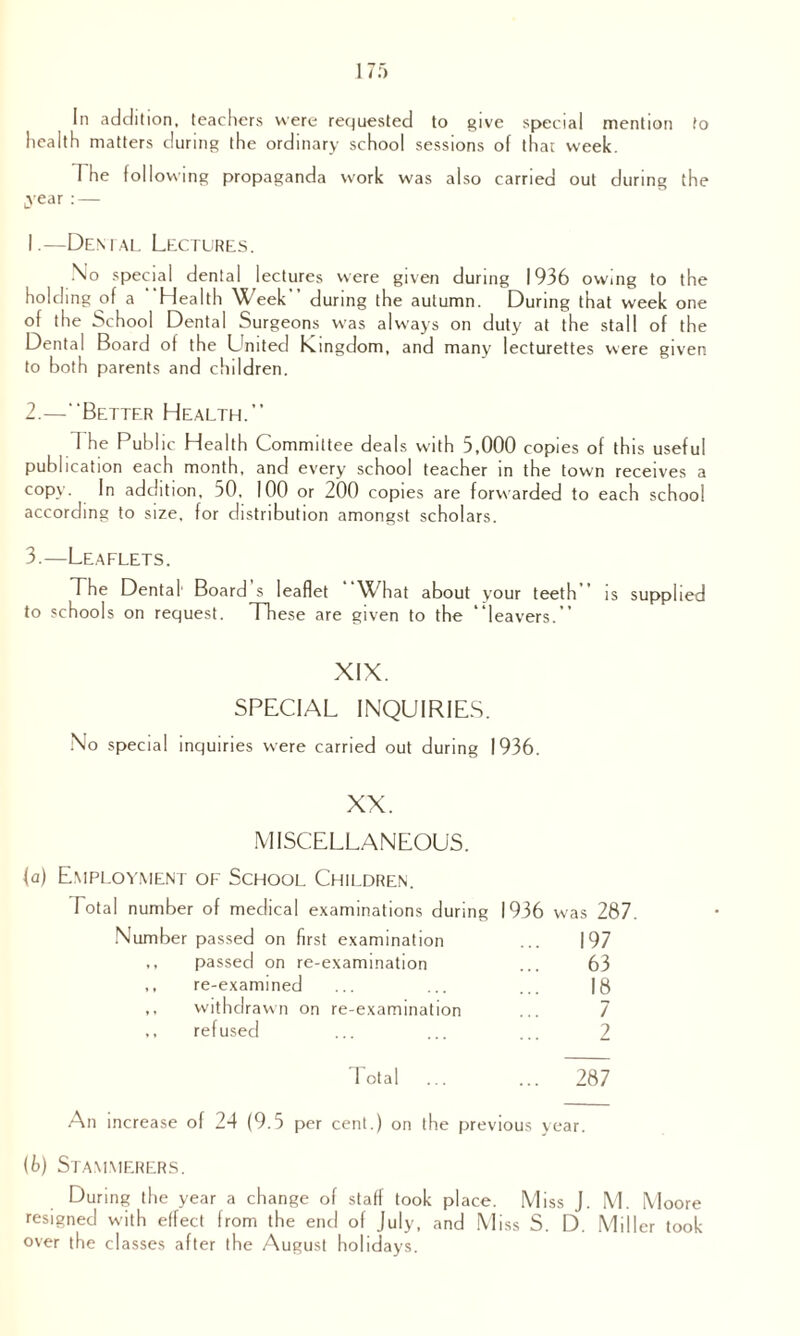 175
In addition, teachers were requested to give special mention to
health matters during the ordinary school sessions of that week.
The following propaganda work was also carried out during the
year :—
1.—Dental Lectures.
No special dental lectures were given during 1936 owing to the
holding of a "Health Week" during the autumn. During that week one
of the School Dental Surgeons was always on duty at the stall of the
Dental Board of the United Kingdom, and many lecturettes were given
to both parents and children.
2.—"Better Health."
The Public Health Committee deals with 5,000 copies of this useful
publication each month, and every school teacher in the town receives a
copy. In addition, 50, 100 or 200 copies are forwarded to each school
according to size, for distribution amongst scholars.
3.—Leaflets.
The Dental Board's leaflet "What about your teeth" is supplied
to schools on request. These are given to the "leavers."
XIX.
SPECIAL INQUIRIES.
No special inquiries were carried out during 1936.
XX.
MISCELLANEOUS.
(a) Employment of School Children.
Total number of medical examinations during 1936 was 287.
Number passed on first examination ... 197
,, passed on re-examination ... 63
,, re-examined ... ... ... 18
,, withdrawn on re-examination ... 7
,, refused ... ... ... 2
Total ... ... 287
An increase of 24 (9.5 per cent.) on the previous year.
(b) Stammerers.
During the year a change of staff took place. Miss J. M. Moore
resigned with effect from the end of July, and Miss S. D. Miller took
over the classes after the August holidays.